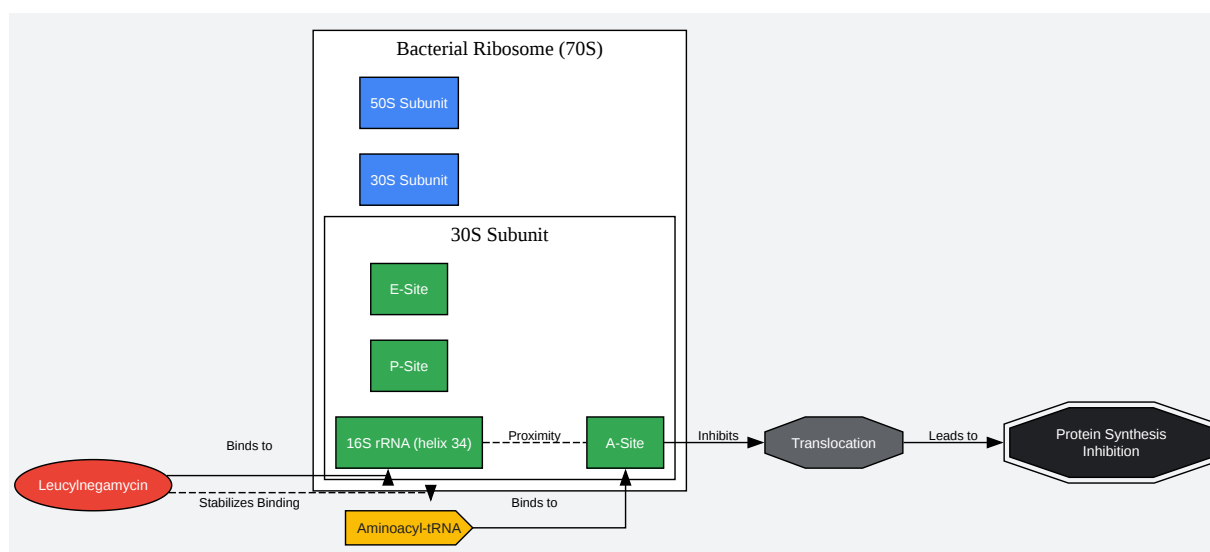 Bacterial Ribosome (70S)
50S Subunit
30S Subunit
30S Subunit
E-Site
P-Site
16S rRNA (helix 34)
Proximity
A-Site
Inhibits
Translocation
Leads to
Protein Synthesis
Inhibition
Binds to
Leucylnegamycin
Stabilizes Binding
Binds to
Aminoacyl-tRNA